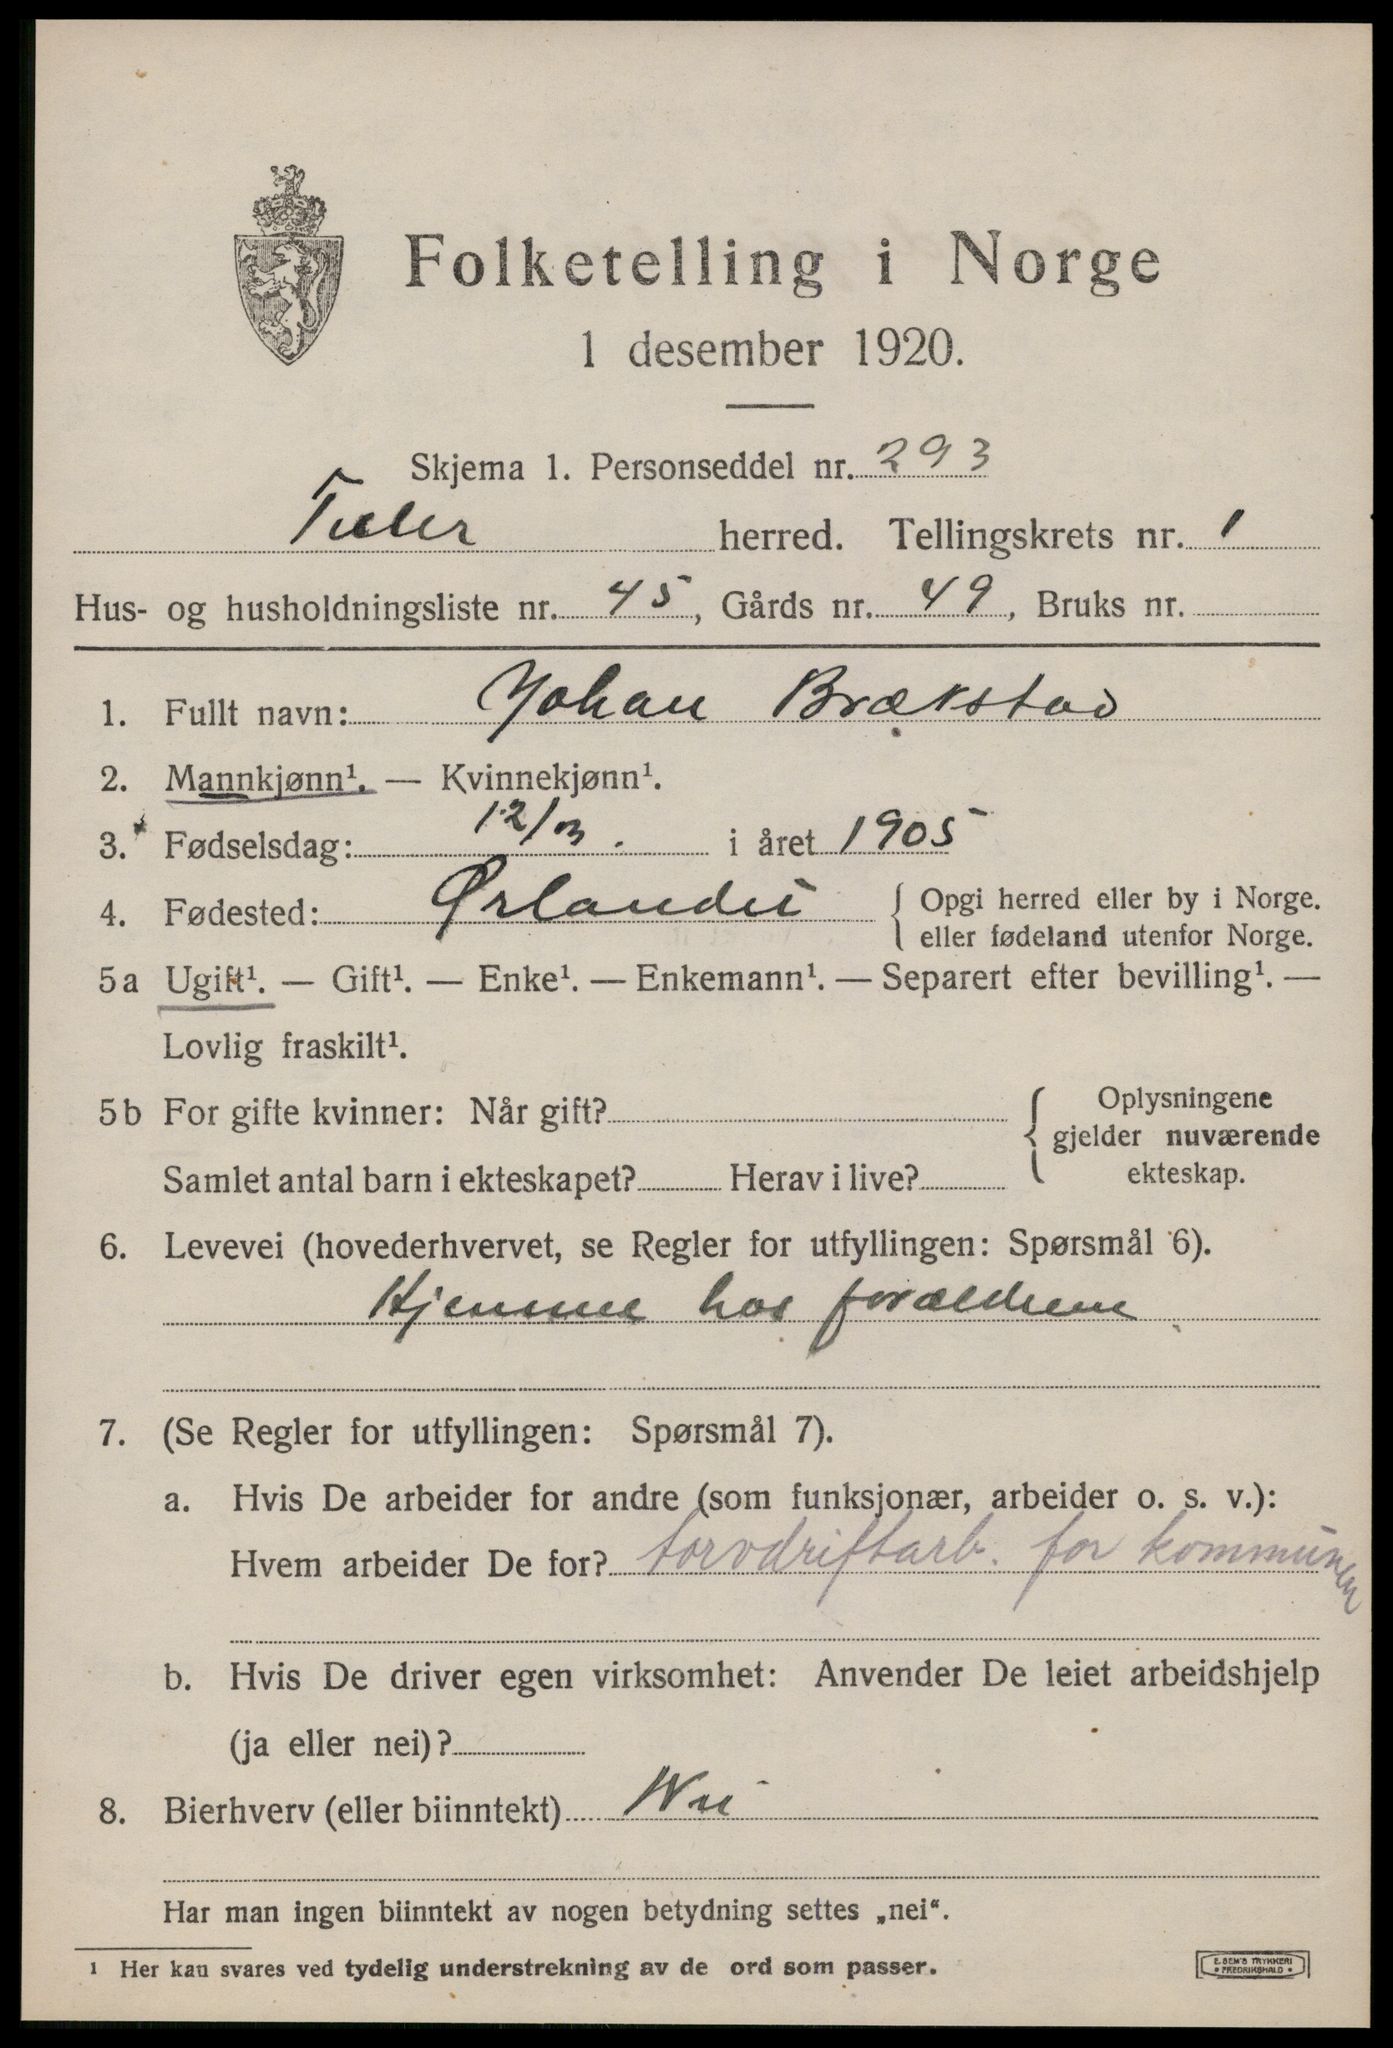 Folketelling i Norge
1 desember 1920.
Skjema 1. Personseddel nr. 293
herred. Tellingskrets nr. 1
Hus- og husholdningsliste nr. 45, Gårds nr. 49, Bruks nr.
1. Fullt navn: Johan Brækstad
2. Mannkjønn¹. — Kvinnekjønn¹.
3. Fødselsdag: 12/3. i året 1905
4. Fødested: Ørlandet { Opgi herred eller by i Norge.
eller fødeland utenfor Norge.
5a Ugift¹. — Gift¹. — Enke¹. — Enkemann¹. — Separert efter bevilling¹. —
Lovlig fraskilt¹.
5b For gifte kvinner: Når gift? { Oplysningene
gjelder nuværende
Samlet antal barn i ekteskapet? Herav i live? ekteskap.
6. Levevei (hovederhvervet, se Regler for utfyllingen: Spørsmål 6).
Hjemme hos forældrene
7. (Se Regler for utfyllingen: Spørsmål 7).
a. Hvis De arbeider for andre (som funksjonær, arbeider o. s. v.):
Hvem arbeider De for? torvdriftarb. for kommunen
b. Hvis De driver egen virksomhet: Anvender De leiet arbeidshjelp
(ja eller nei)?
8. Bierhverv (eller biinntekt) Nei
Har man ingen biinntekt av nogen betydning settes „nei“.
1 Her kan svares ved tydelig understrekning av de ord som passer.
E. SEM'S TRYKKERI
• FREDRIKSHALD •